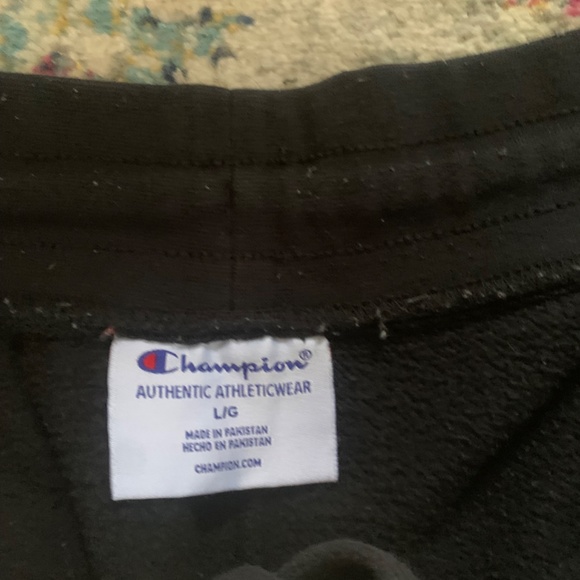 Champion®
AUTHENTIC ATHLETICWEAR
L/G
MADE IN PAKISTAN
HECHO EN PAKISTAN
CHAMPION.COM